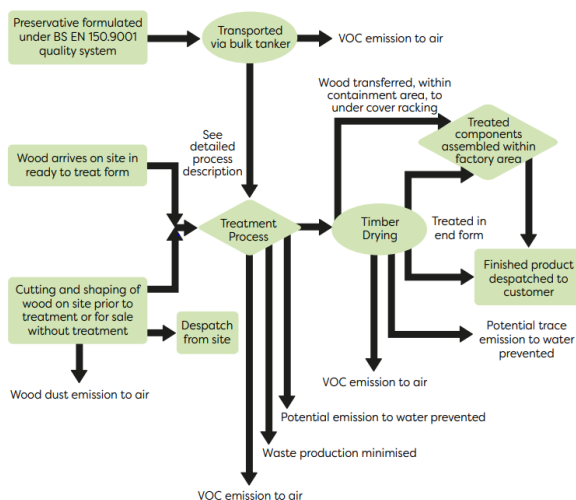 Preservative formulated
under BS EN 150.9001
quality system
Transported
via bulk tanker
VOC emission to air
Wood transferred, within
containment area, to
under cover racking
Treated
components
assembled within
factory area
See
detailed
process
description
Wood arrives on site in
ready to treat form
Treatment
Process
Timber
Drying
Treated in
end form
Finished product
despatched to
customer
Cutting and shaping of
wood on site prior to
treatment or for sale
without treatment
Despatch
from site
Potential trace
emission to water
prevented
VOC emission to air
Wood dust emission to air
Potential emission to water prevented
Waste production minimised
VOC emission to air